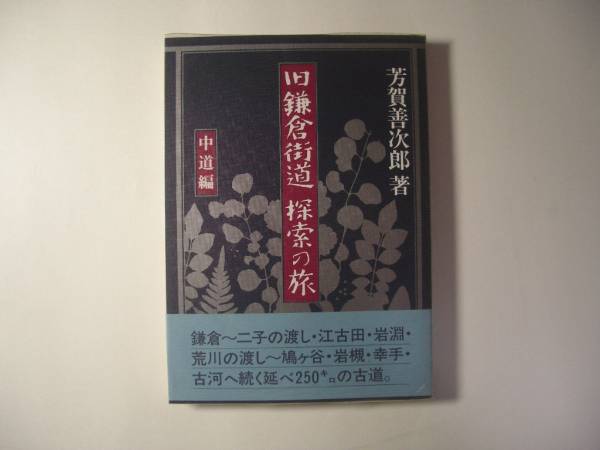 芳賀善次郎 著
旧鎌倉街道 探索の旅
中道編
鎌倉～二子の渡し・江古田・岩淵・
荒川の渡し～鳩ヶ谷・岩槻・幸手・
古河へ続く延べ250㌔の古道。